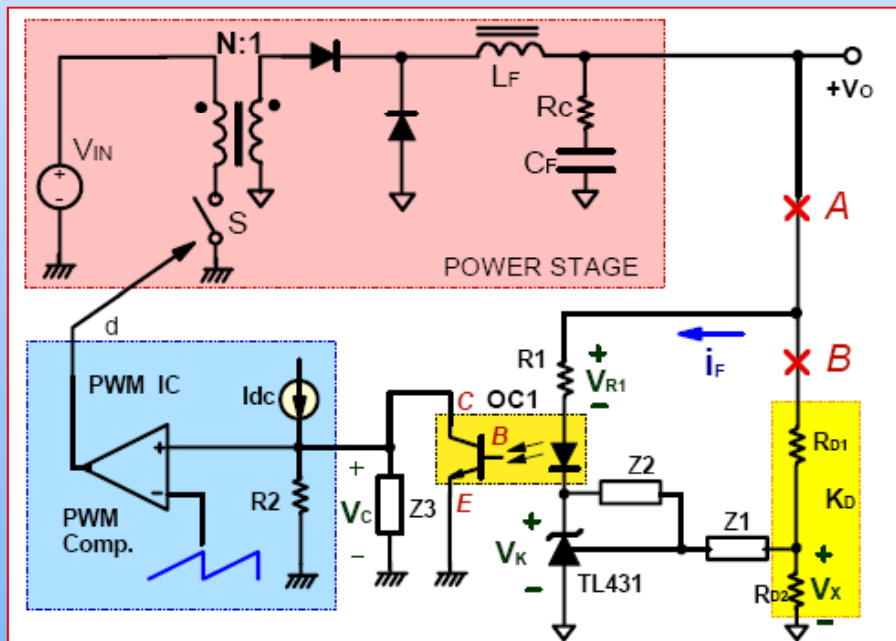 N:1
LF
+Vo
Rc
VIN
CF
A
S
POWER STAGE
d
iF
B
R1
+
VR1
-
PWM IC
Idc
C
OC1
B
RD1
+
-
R2
+
Vc
-
Z3
E
Z2
KD
PWM
Comp.
Z1
+
VK
-
TL431
+
RD2
Vx
-